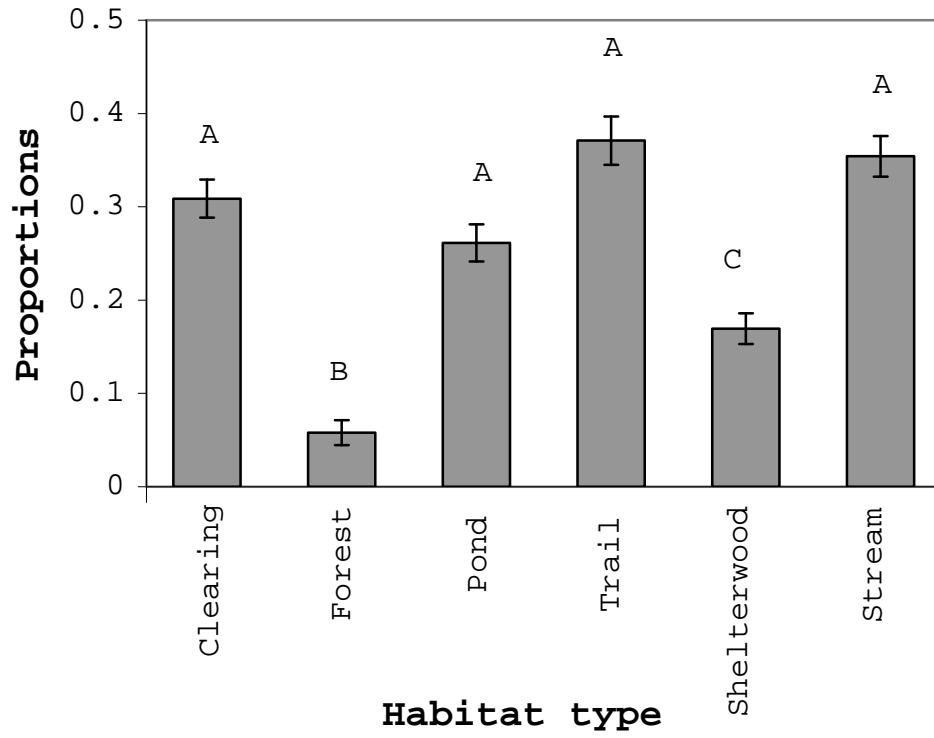 Proportions
0.5
0.4
0.3
0.2
0.1
0
A
B
A
A
C
A
Clearing
Forest
Pond
Trail
Shelterwood
Stream
Habitat type